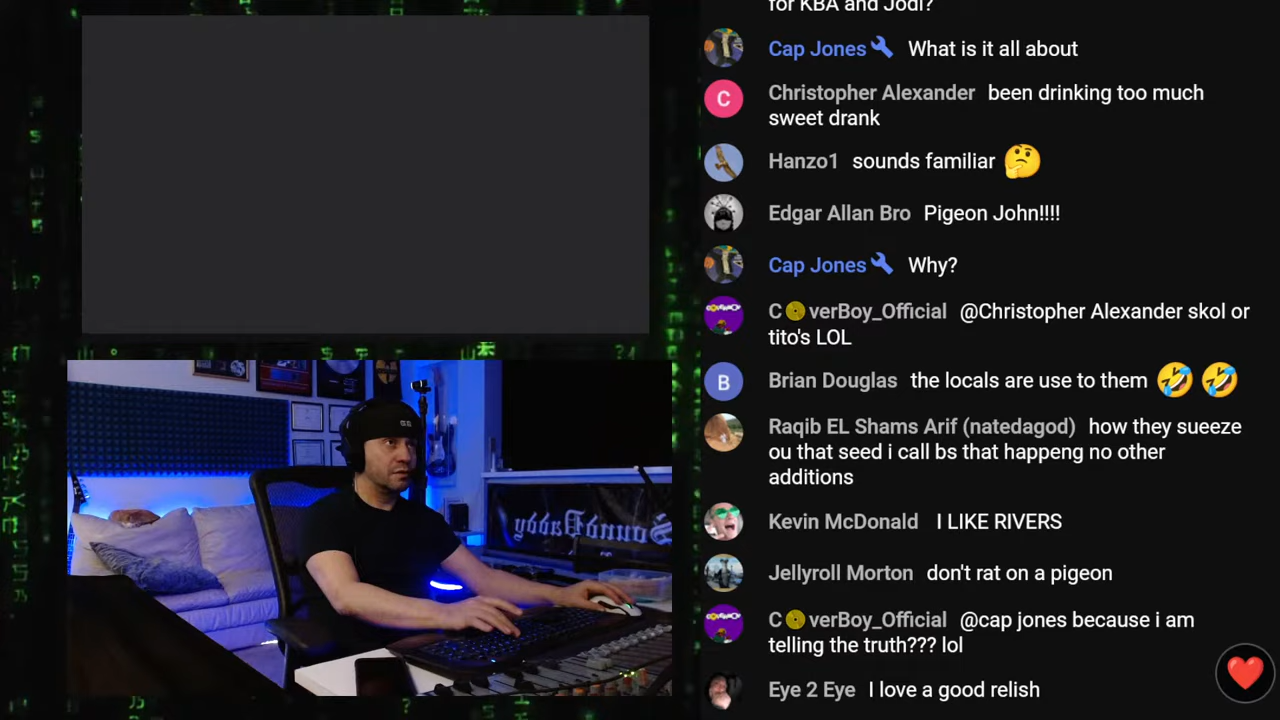 for KBA and Jodi?
Cap Jones What is it all about
Christopher Alexander been drinking too much
sweet drank
C
Hanzo1 sounds familiar 🤔
Edgar Allan Bro Pigeon John!!!!
Cap Jones Why?
C verBoy_Official @Christopher Alexander skol or
tito's LOL
B
Brian Douglas the locals are use to them 🤣 🤣
Raqib EL Shams Arif (natedagod) how they sueeze
ou that seed i call bs that happeng no other
additions
Kevin McDonald I LIKE RIVERS
Jellyroll Morton don't rat on a pigeon
C verBoy_Official @cap jones because i am
telling the truth??? lol
Eye 2 Eye I love a good relish
SoundDaddy